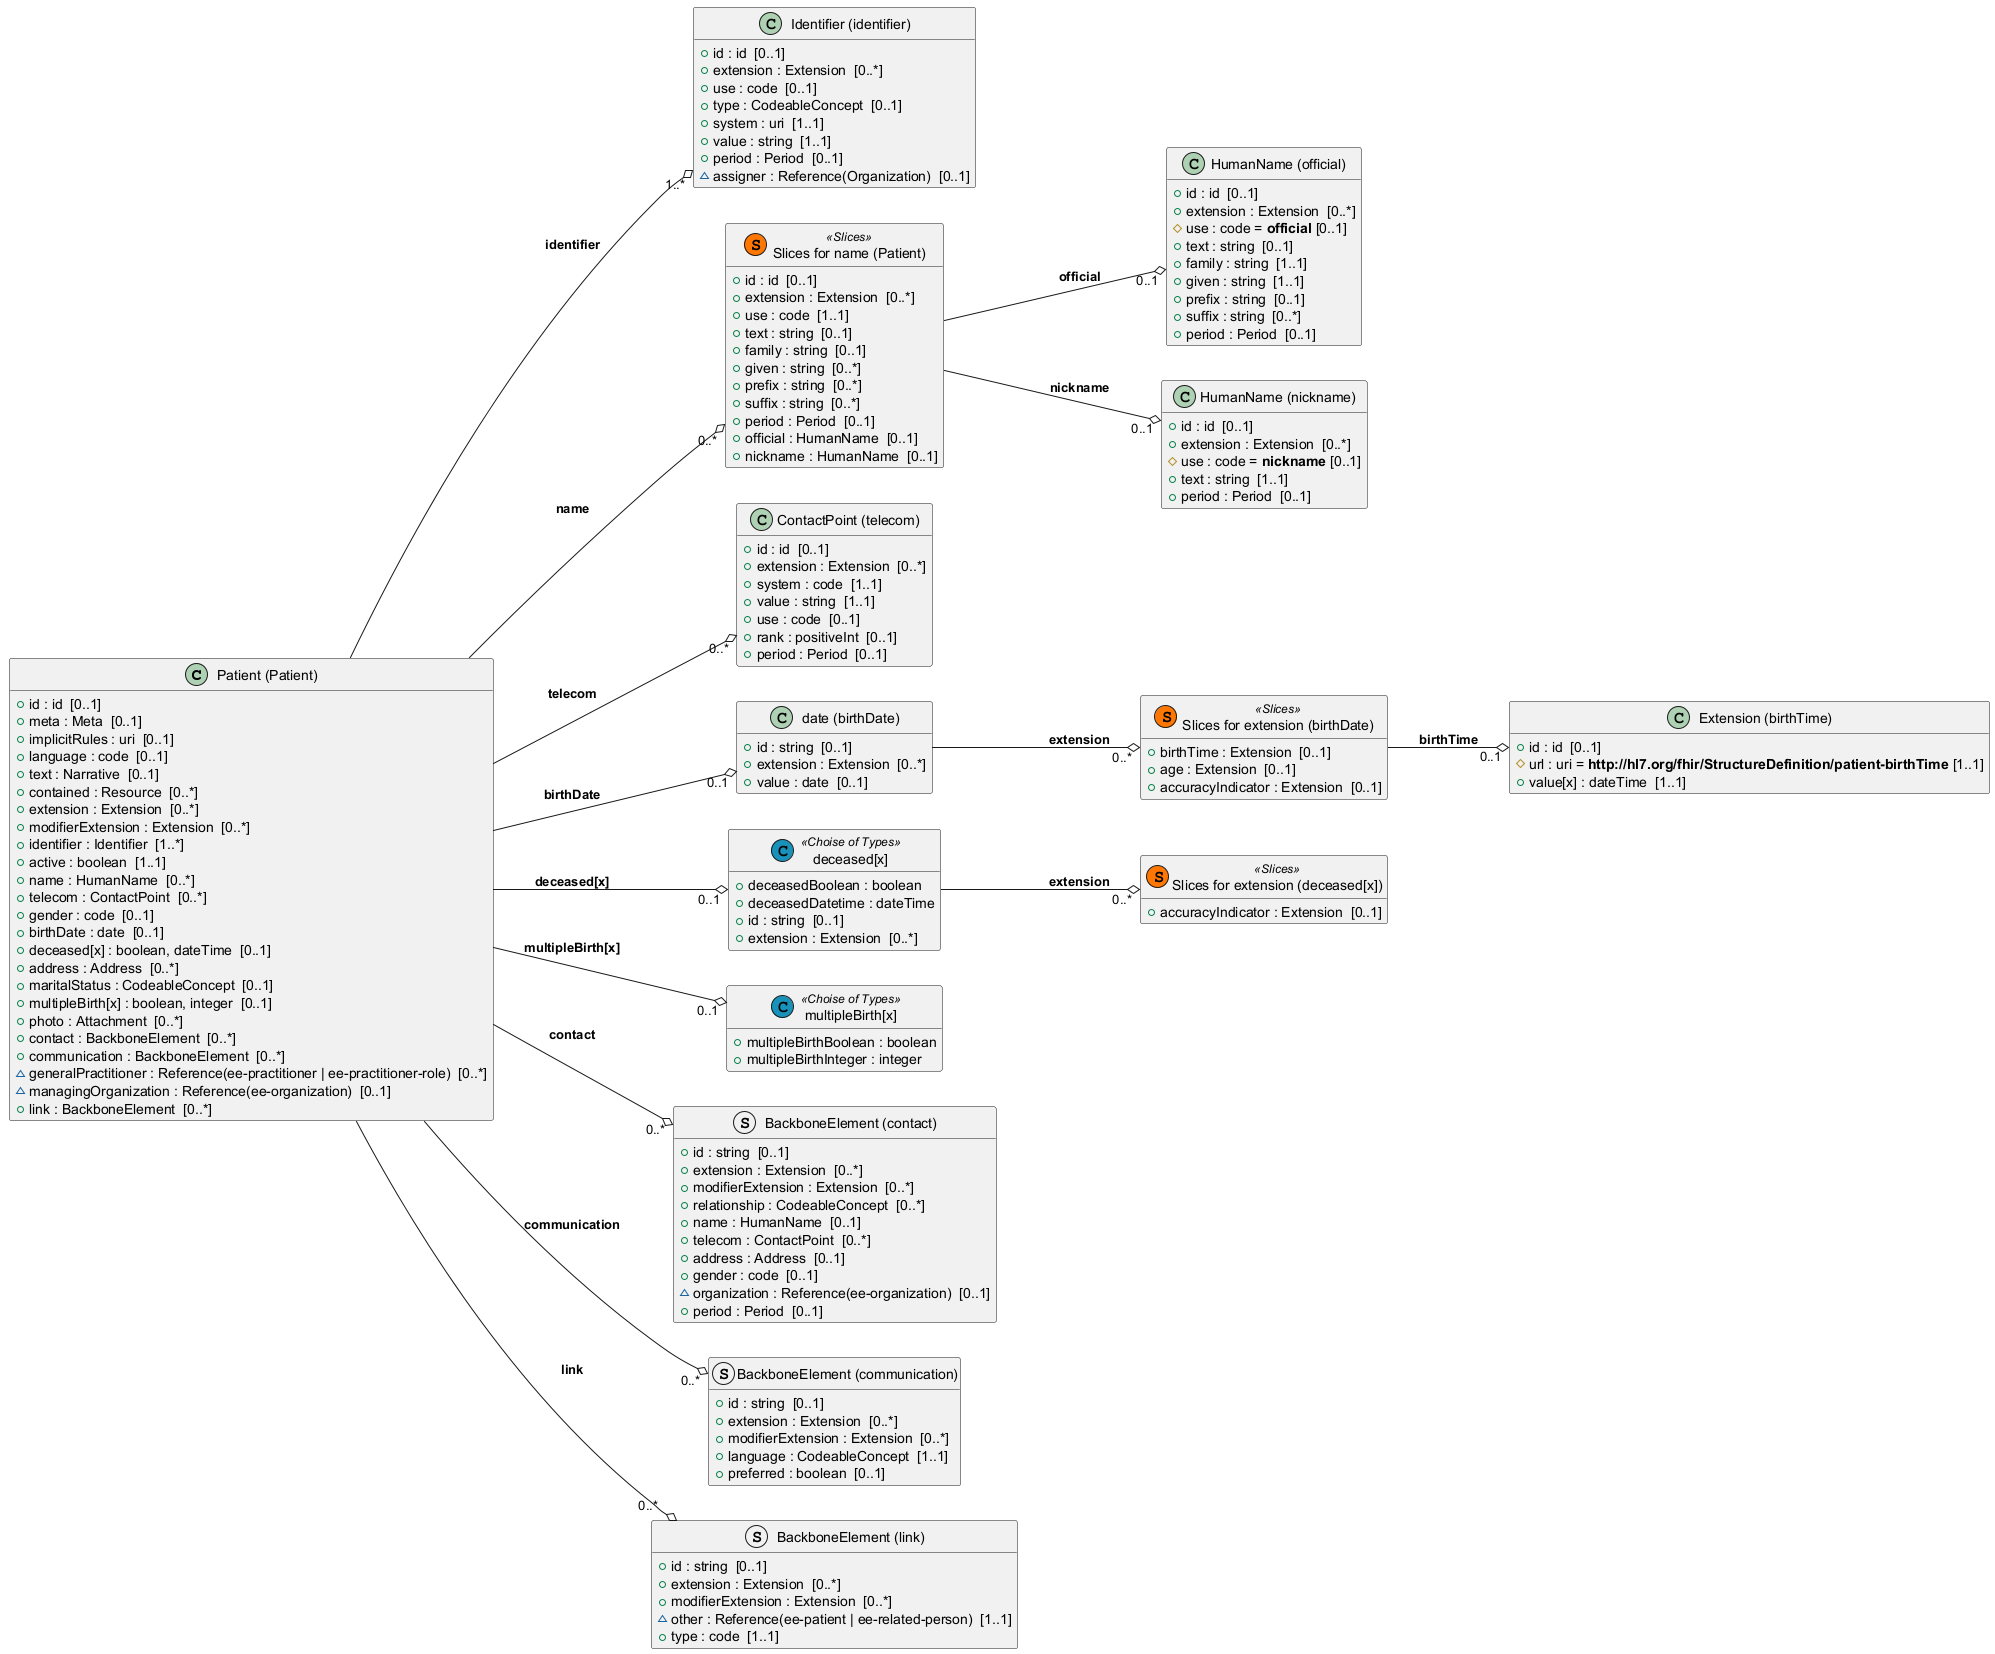 Identifier (identifier)
id : id [0..1]
extension : Extension [0..*]
use : code [0..1]
type : CodeableConcept [0..1]
system : uri [1..1]
value : string [1..1]
period : Period [0..1]
assigner : Reference(Organization) [0..1]
1..*
identifier
«Slices»
Slices for name (Patient)
id : id [0..1]
extension : Extension [0..*]
use : code [1..1]
text : string [0..1]
family : string [0..1]
given : string [0..*]
prefix : string [0..*]
suffix : string [0..*]
period : Period [0..1]
official : HumanName [0..1]
nickname : HumanName [0..1]
0..*
name
official
0..1
HumanName (official)
id : id [0..1]
extension : Extension [0..*]
use : code = official [0..1]
text : string [0..1]
family : string [1..1]
given : string [1..1]
prefix : string [0..1]
suffix : string [0..*]
period : Period [0..1]
nickname
0..1
HumanName (nickname)
id : id [0..1]
extension : Extension [0..*]
use : code = nickname [0..1]
text : string [1..1]
period : Period [0..1]
ContactPoint (telecom)
id : id [0..1]
extension : Extension [0..*]
system : code [1..1]
value : string [1..1]
use : code [0..1]
rank : positiveInt [0..1]
period : Period [0..1]
0..*
telecom
Patient (Patient)
id : id [0..1]
meta : Meta [0..1]
implicitRules : uri [0..1]
language : code [0..1]
text : Narrative [0..1]
contained : Resource [0..*]
extension : Extension [0..*]
modifierExtension : Extension [0..*]
identifier : Identifier [1..*]
active : boolean [1..1]
name : HumanName [0..*]
telecom : ContactPoint [0..*]
gender : code [0..1]
birthDate : date [0..1]
deceased[x] : boolean, dateTime [0..1]
address : Address [0..*]
maritalStatus : CodeableConcept [0..1]
multipleBirth[x] : boolean, integer [0..1]
photo : Attachment [0..*]
contact : BackboneElement [0..*]
communication : BackboneElement [0..*]
generalPractitioner : Reference(ee-practitioner | ee-practitioner-role) [0..*]
managingOrganization : Reference(ee-organization) [0..1]
link : BackboneElement [0..*]
birthDate
0..1
date (birthDate)
id : string [0..1]
extension : Extension [0..*]
value : date [0..1]
extension
0..*
«Slices»
Slices for extension (birthDate)
birthTime : Extension [0..1]
age : Extension [0..1]
accuracyIndicator : Extension [0..1]
birthTime
0..1
Extension (birthTime)
id : id [0..1]
url : uri = http://hl7.org/fhir/StructureDefinition/patient-birthTime [1..1]
value[x] : dateTime [1..1]
deceased[x]
0..1
«Choise of Types»
deceased[x]
deceasedBoolean : boolean
deceasedDatetime : dateTime
id : string [0..1]
extension : Extension [0..*]
extension
0..*
«Slices»
Slices for extension (deceased[x])
accuracyIndicator : Extension [0..1]
multipleBirth[x]
0..1
«Choise of Types»
multipleBirth[x]
multipleBirthBoolean : boolean
multipleBirthInteger : integer
contact
0..*
BackboneElement (contact)
id : string [0..1]
extension : Extension [0..*]
modifierExtension : Extension [0..*]
relationship : CodeableConcept [0..*]
name : HumanName [0..1]
telecom : ContactPoint [0..*]
address : Address [0..1]
gender : code [0..1]
organization : Reference(ee-organization) [0..1]
period : Period [0..1]
communication
0..*
BackboneElement (communication)
id : string [0..1]
extension : Extension [0..*]
modifierExtension : Extension [0..*]
language : CodeableConcept [1..1]
preferred : boolean [0..1]
link
0..*
BackboneElement (link)
id : string [0..1]
extension : Extension [0..*]
modifierExtension : Extension [0..*]
other : Reference(ee-patient | ee-related-person) [1..1]
type : code [1..1]